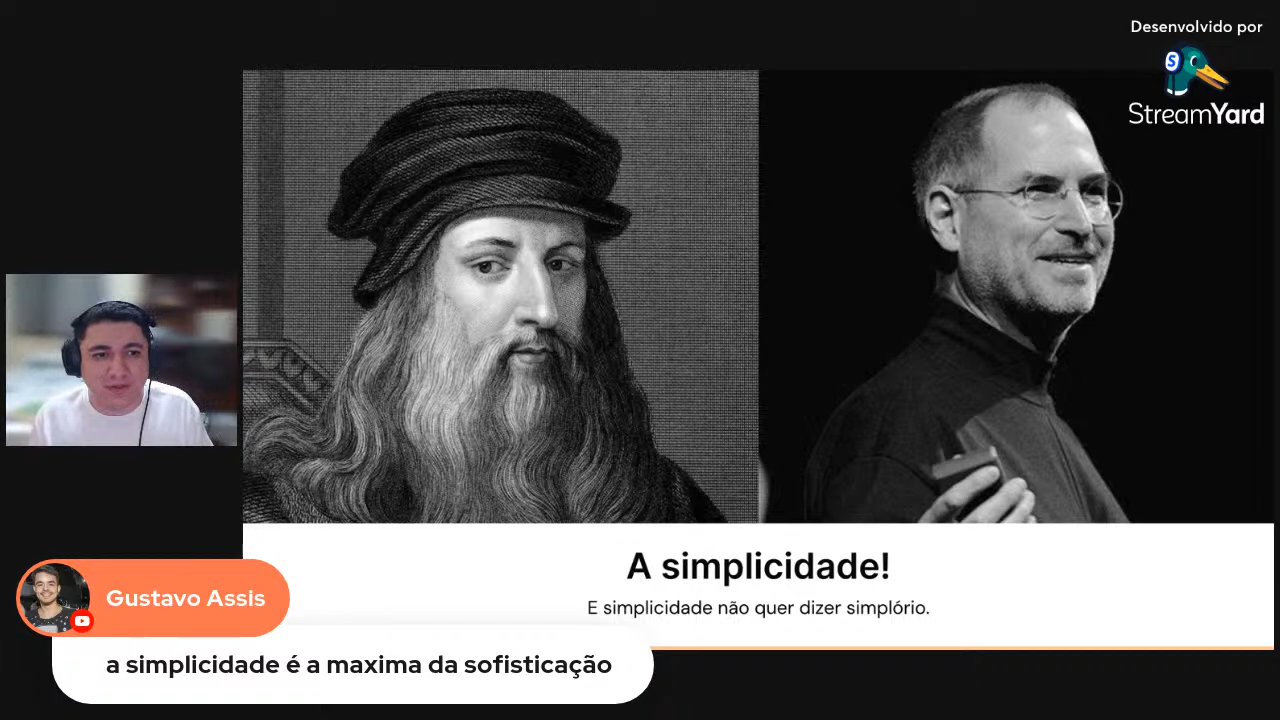 Desenvolvido por
StreamYard
A simplicidade!
E simplicidade não quer dizer simplório.
Gustavo Assis
a simplicidade é a maxima da sofisticação